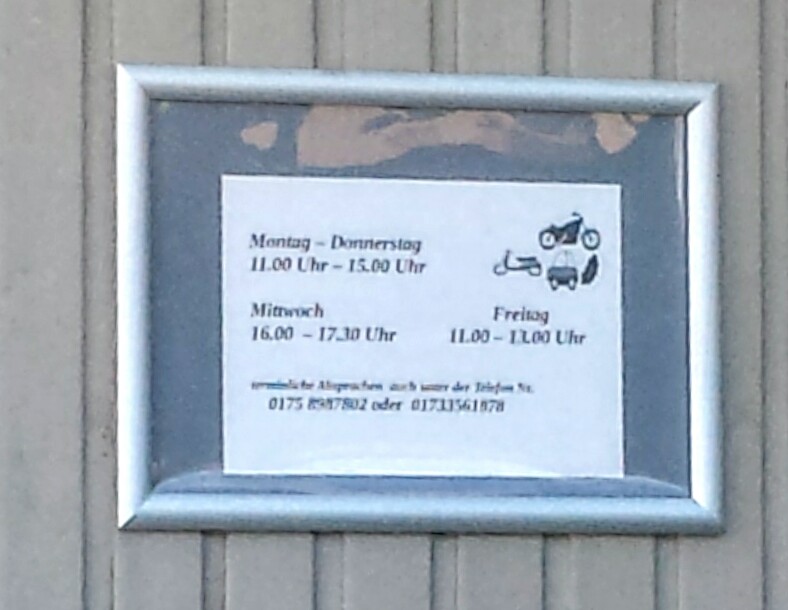 Montag – Donnerstag
11.00 Uhr – 15.00 Uhr
Mittwoch
16.00 – 17.30 Uhr
Freitag
11.00 – 13.00 Uhr
terminliche Absprachen auch unter der Telefon Nr.
0175 8987802 oder 01733561878